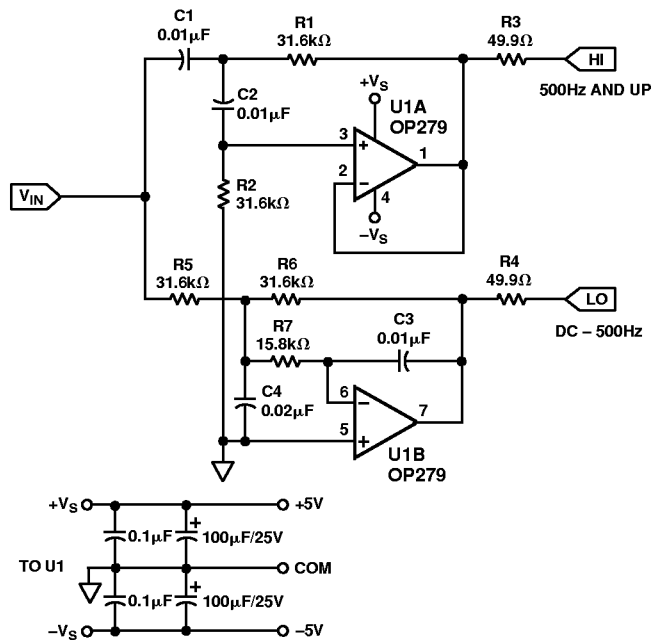 C1
0.01μF
R1
31.6kΩ
R3
49.9Ω
HI
500Hz AND UP
C2
0.01μF
+VS
U1A
OP279
3
+
2
–
1
4
–VS
R2
31.6kΩ
VIN
R5
31.6kΩ
R6
31.6kΩ
R4
49.9Ω
LO
DC – 500Hz
R7
15.8kΩ
C3
0.01μF
C4
0.02μF
6
–
5
+
7
U1B
OP279
+VS
+5V
0.1μF
+
100μF/25V
TO U1
COM
0.1μF
+
100μF/25V
–VS
–5V